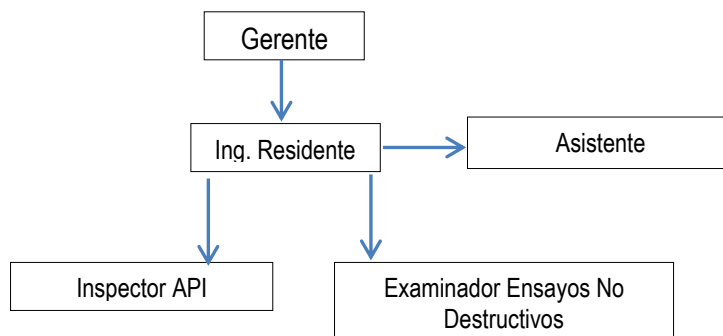 Gerente
Ing. Residente
Asistente
Inspector API
Examinador Ensayos No
Destructivos